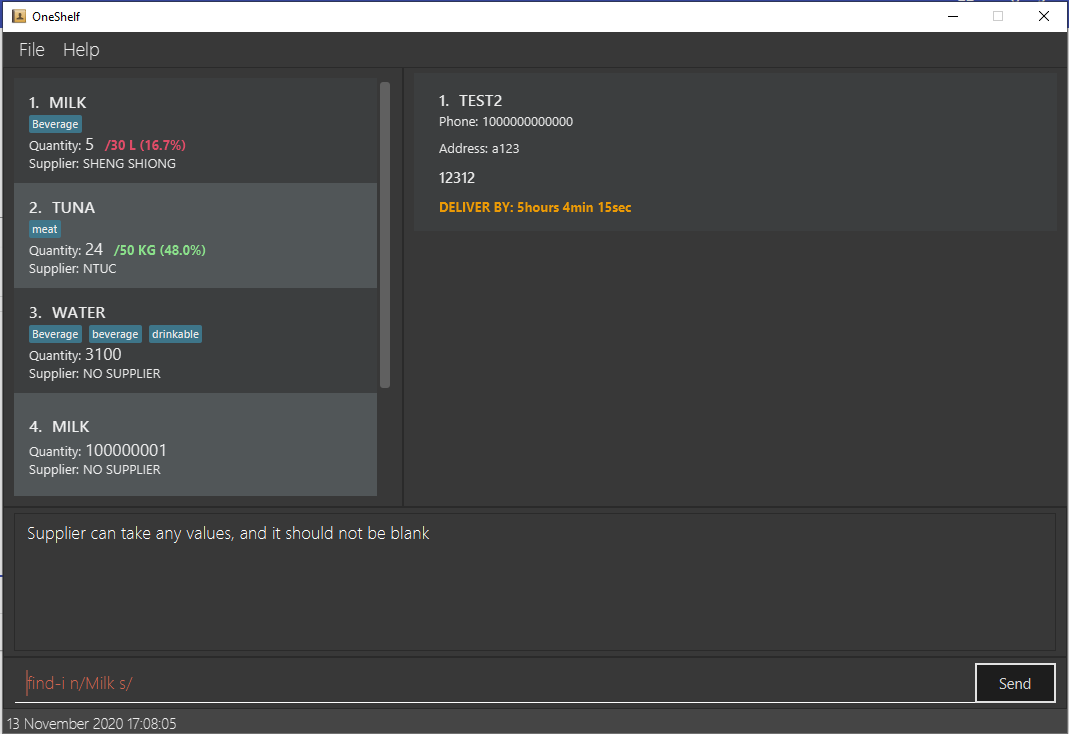 OneShelf
File Help
1. MILK
Beverage
Quantity: 5 /30 L (16.7%)
Supplier: SHENG SHIONG
2. TUNA
meat
Quantity: 24 /50 KG (48.0%)
Supplier: NTUC
3. WATER
Beverage beverage drinkable
Quantity: 3100
Supplier: NO SUPPLIER
4. MILK
Quantity: 100000001
Supplier: NO SUPPLIER
1. TEST2
Phone: 1000000000000
Address: a123
12312
DELIVER BY: 5hours 4min 15sec
Supplier can take any values, and it should not be blank
find-i n/Milk s/
Send
13 November 2020 17:08:05